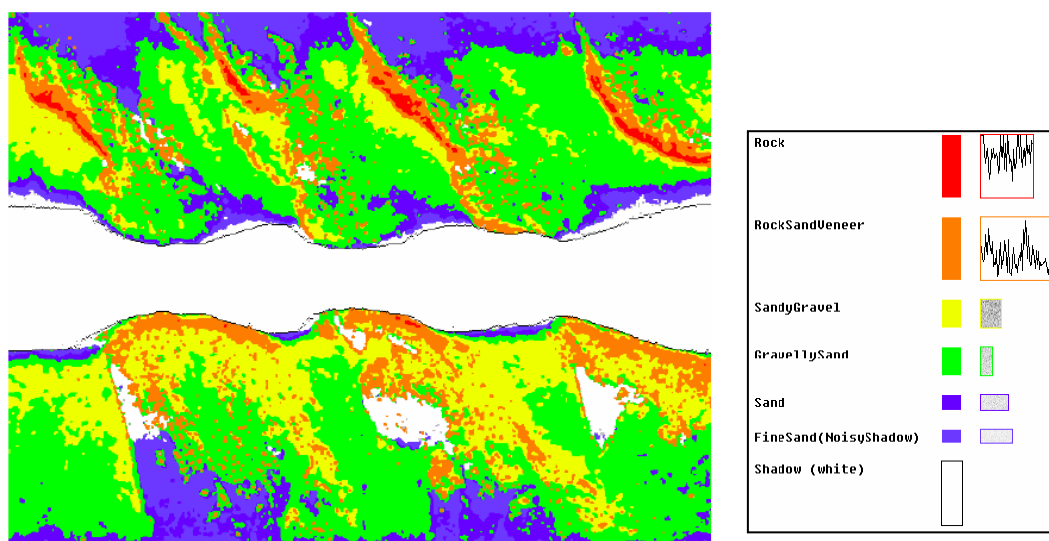 Rock
RockSandVeneer
SandyGravel
GravellySand
Sand
FineSand(NoisyShadow)
Shadow (white)